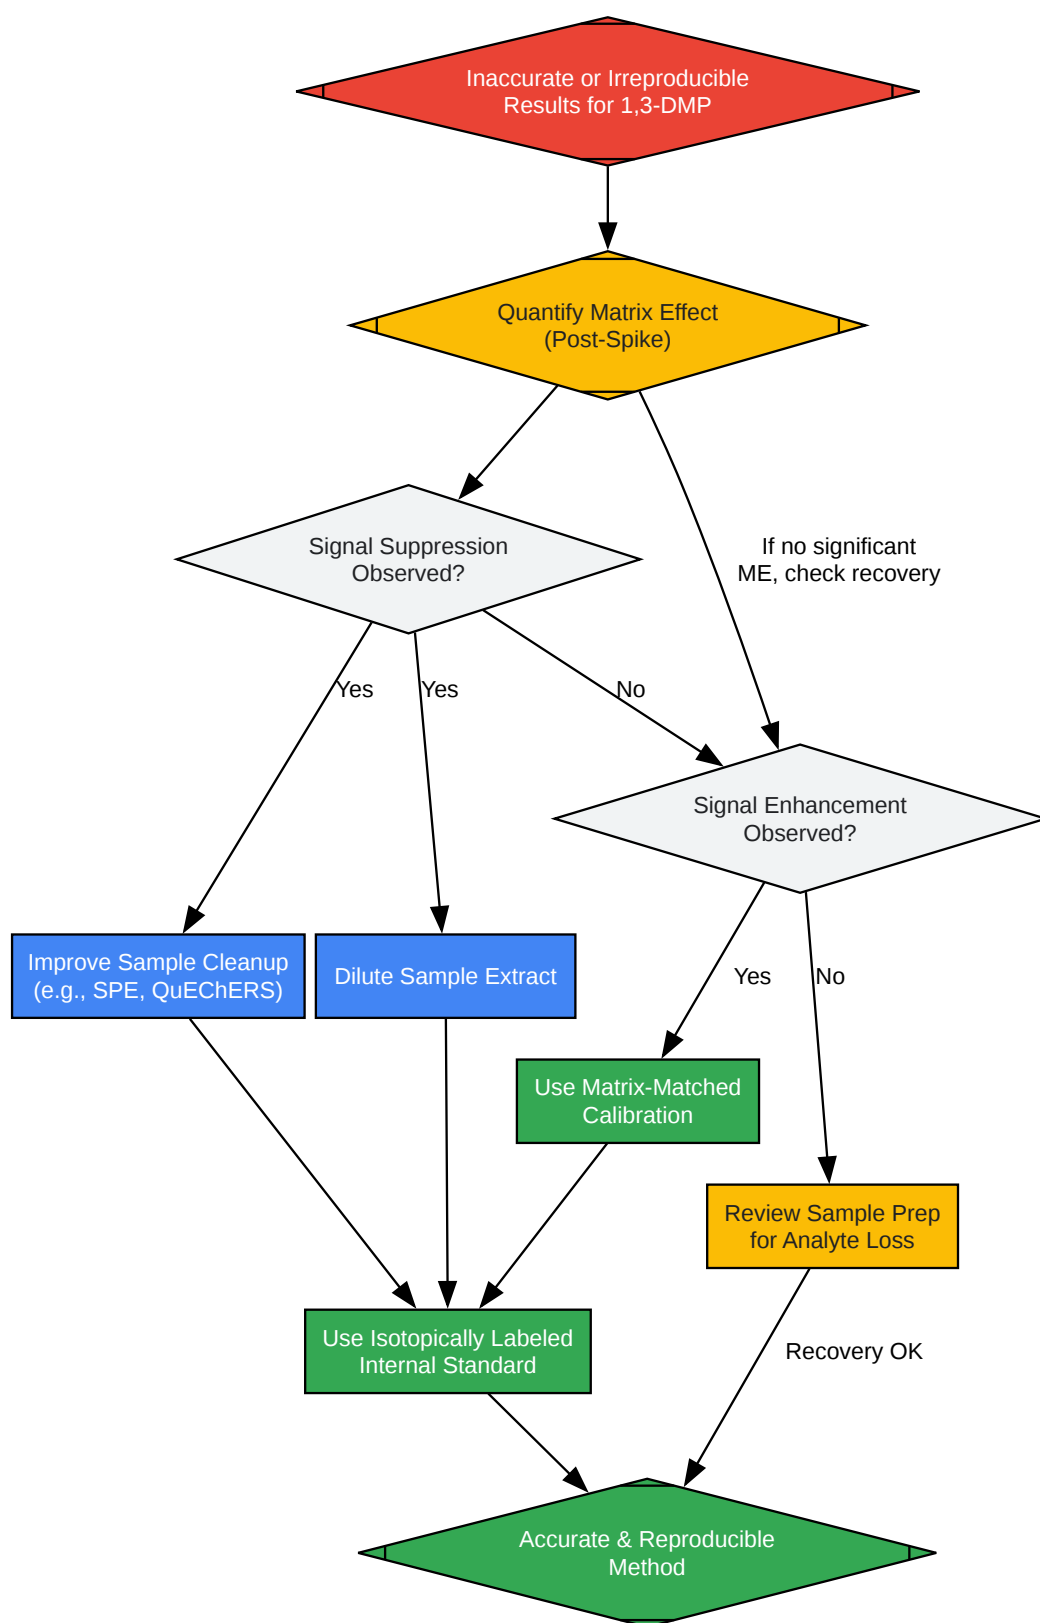 Inaccurate or Irreproducible
Results for 1,3-DMP
Quantify Matrix Effect
(Post-Spike)
Signal Suppression
Observed?
If no significant
ME, check recovery
Yes
Yes
No
Signal Enhancement
Observed?
Improve Sample Cleanup
(e.g., SPE, QuEChERS)
Dilute Sample Extract
Yes
No
Use Matrix-Matched
Calibration
Review Sample Prep
for Analyte Loss
Use Isotopically Labeled
Internal Standard
Recovery OK
Accurate & Reproducible
Method